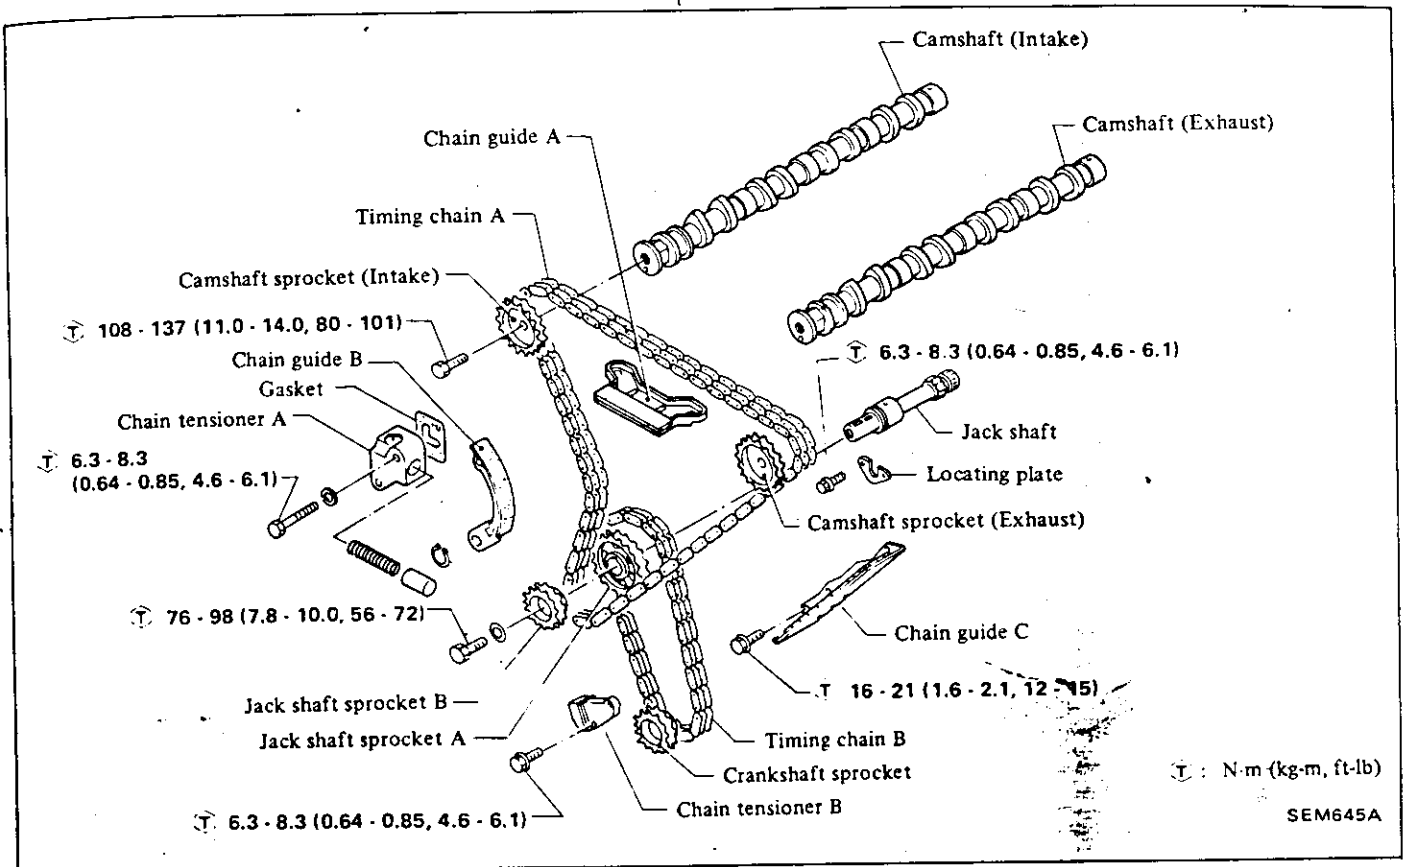 Camshaft (Intake)
Camshaft (Exhaust)
Chain guide A
Timing chain A
Camshaft sprocket (Intake)
T 108 - 137 (11.0 - 14.0, 80 - 101)
Chain guide B
Gasket
Chain tensioner A
T 6.3 - 8.3
(0.64 - 0.85, 4.6 - 6.1)
T 6.3 - 8.3 (0.64 - 0.85, 4.6 - 6.1)
Jack shaft
Locating plate
Camshaft sprocket (Exhaust)
T 76 - 98 (7.8 - 10.0, 56 - 72)
Chain guide C
T 16 - 21 (1.6 - 2.1, 12 - 15)
Jack shaft sprocket B
Jack shaft sprocket A
Timing chain B
Crankshaft sprocket
Chain tensioner B
T 6.3 - 8.3 (0.64 - 0.85, 4.6 - 6.1)
T : N·m (kg-m, ft-lb)
SEM645A